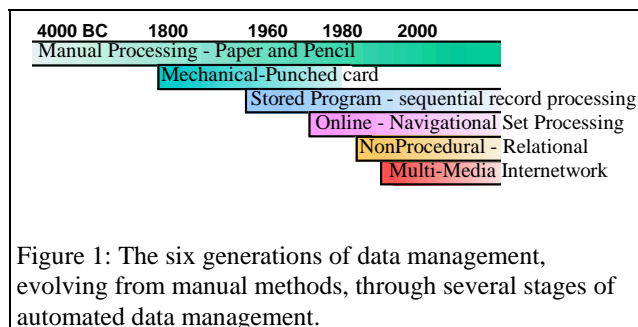 4000 BC 1800 1960 1980 2000
Manual Processing - Paper and Pencil
Mechanical-Punched card
Stored Program - sequential record processing
Online - Navigational Set Processing
NonProcedural - Relational
Multi-Media Internetwork
Figure 1: The six generations of data management,
evolving from manual methods, through several stages of
automated data management.